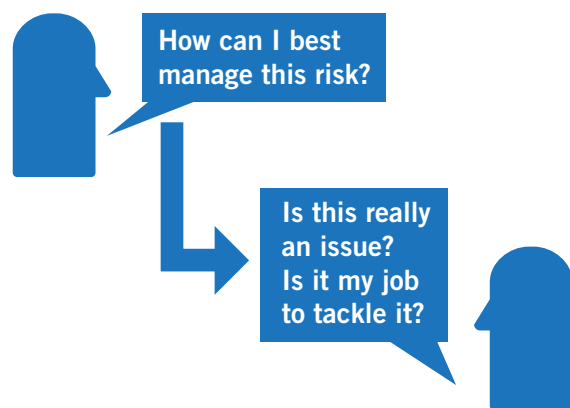 How can I best
manage this risk?
Is this really
an issue?
Is it my job
to tackle it?